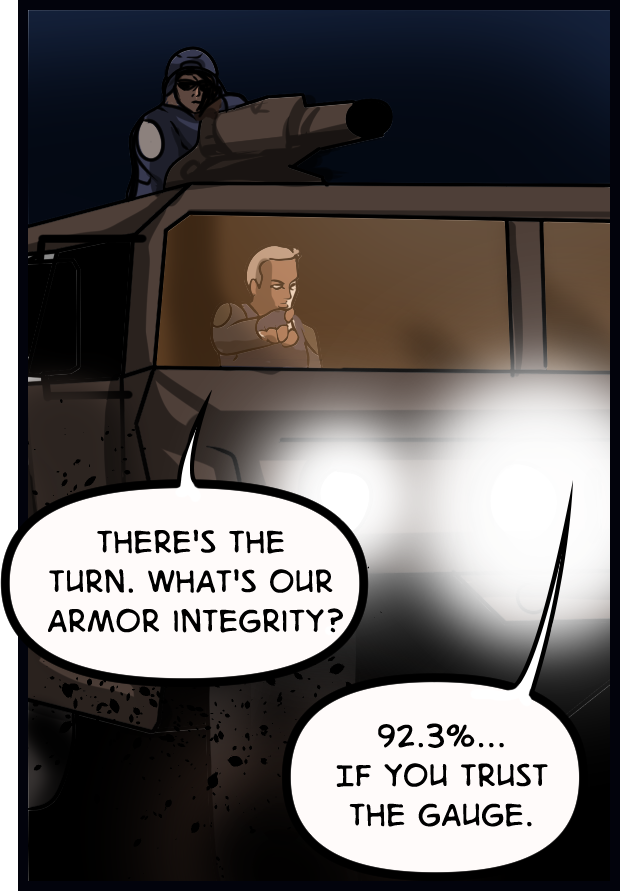 THERE'S THE
TURN. WHAT'S OUR
ARMOR INTEGRITY?
92.3%...
IF YOU TRUST
THE GAUGE.